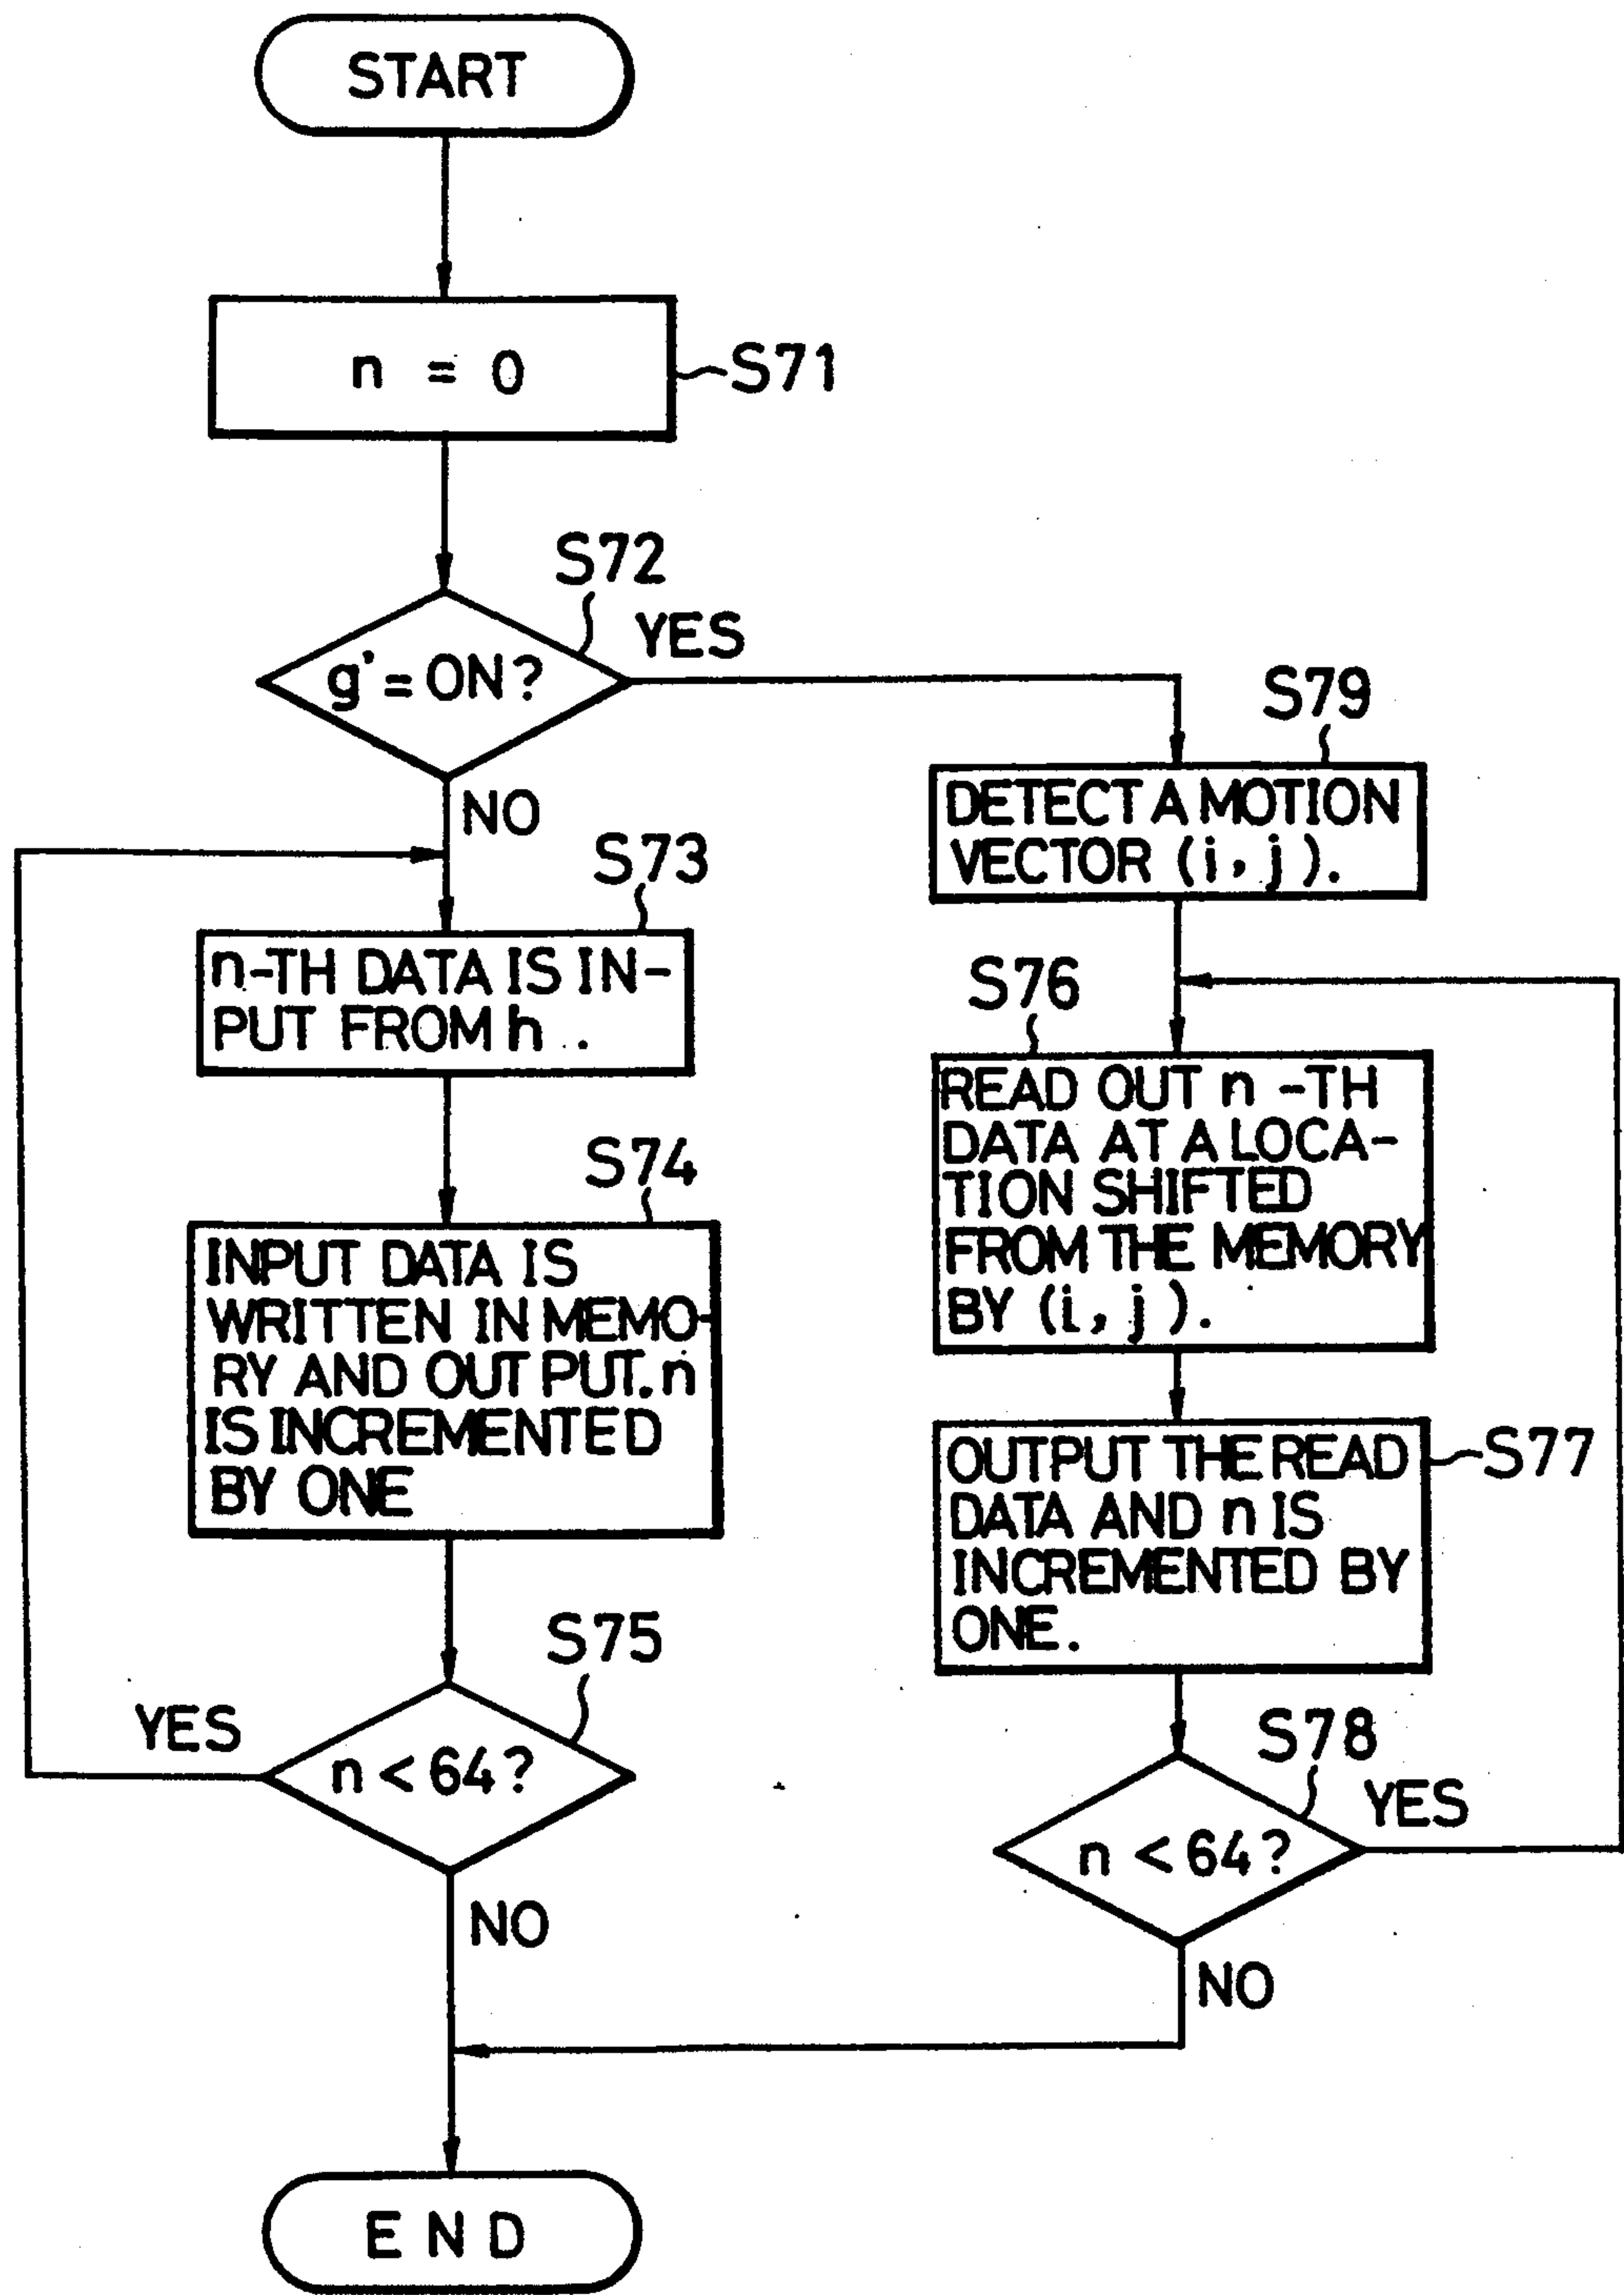 START
n = 0
S71
S72
g' = ON?
YES
NO
S73
n-TH DATA IS IN-
PUT FROM h .
S74
INPUT DATA IS
WRITTEN IN MEMO-
RY AND OUTPUT. n
IS INCREMENTED
BY ONE
S75
n < 64?
YES
NO
S79
DETECT A MOTION
VECTOR (i, j).
S76
READ OUT n -TH
DATA AT A LOCA-
TION SHIFTED
FROM THE MEMORY
BY (i, j).
S77
OUTPUT THE READ
DATA AND n IS
INCREMENTED BY
ONE.
S78
n < 64?
YES
NO
END